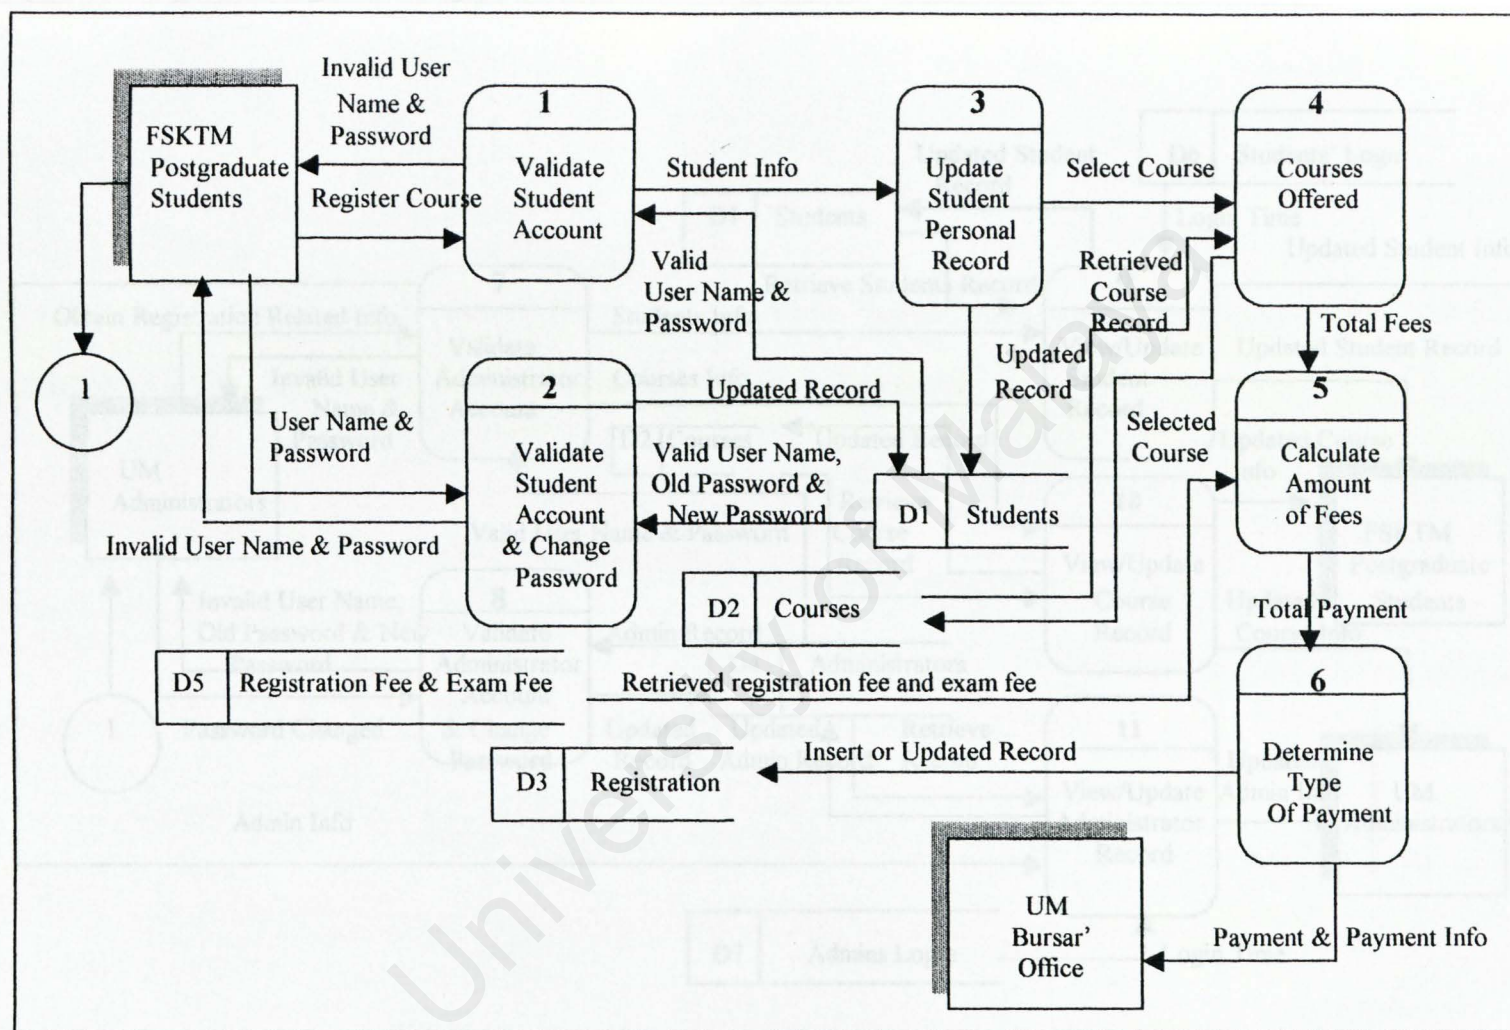 Invalid User
Name &
Password
FSKTM
Postgraduate
Students
Register Course
1
Validate
Student
Account
Student Info
3
Update
Student
Personal
Record
Select Course
4
Courses
Offered
Valid
User Name &
Password
Retrieved
Course
Record
Updated
Record
Total Fees
1
User Name &
Password
Invalid User Name & Password
2
Validate
Student
Account
& Change
Password
Updated Record
Valid User Name,
Old Password &
New Password
D1 Students
Selected
Course
5
Calculate
Amount
of Fees
D2 Courses
Total Payment
D5 Registration Fee & Exam Fee
Retrieved registration fee and exam fee
6
Determine
Type
Of Payment
Insert or Updated Record
D3 Registration
UM
Bursar'
Office
Payment & Payment Info
University of Malaya